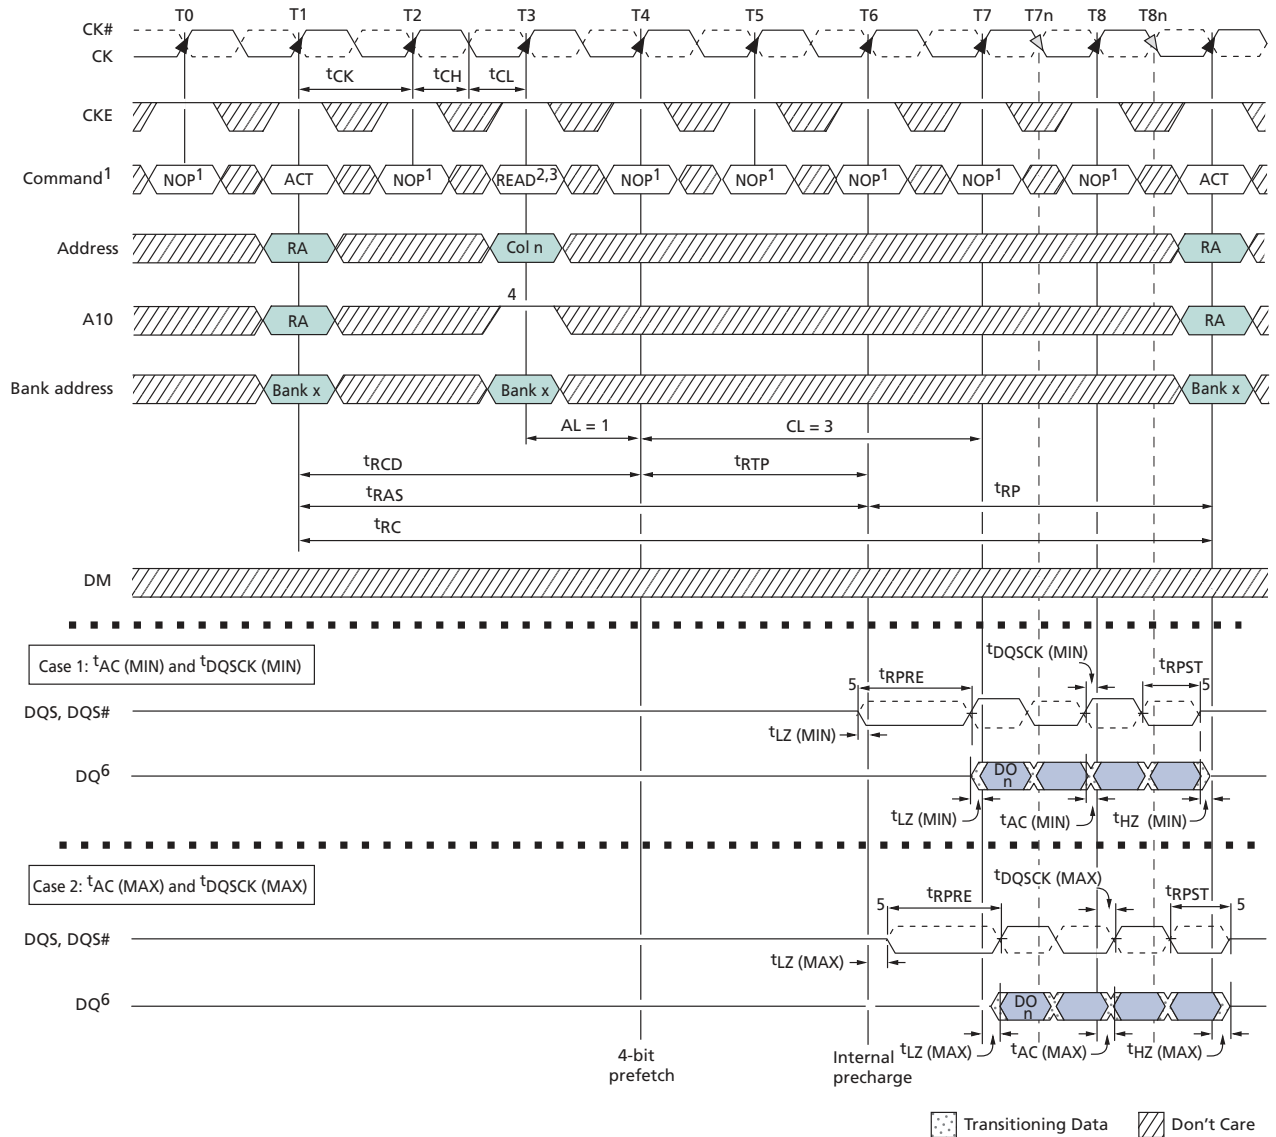 T0 T1 T2 T3 T4 T5 T6 T7 T7n T8 T8n
CK#
CK
tCK tCH tCL
CKE
Command1 NOP1 ACT NOP1 READ2,3 NOP1 NOP1 NOP1 NOP1 NOP1 ACT
Address RA Col n RA
4
A10 RA RA
Bank address Bank x Bank x Bank x
AL = 1 CL = 3
tRCD tRTP
tRAS tRP
tRC
DM
Case 1: tAC (MIN) and tDQSCK (MIN)
tDQSCK (MIN)
5 tRPRE tRPST 5
DQS, DQS#
tLZ (MIN)
DQ6 DO
n
tLZ (MIN) tAC (MIN) tHZ (MIN)
Case 2: tAC (MAX) and tDQSCK (MAX)
tDQSCK (MAX)
5 tRPRE tRPST 5
DQS, DQS#
tLZ (MAX)
DQ6 DO
n
tLZ (MAX) tAC (MAX) tHZ (MAX)
4-bit
prefetch
Internal
precharge
Transitioning Data Don't Care